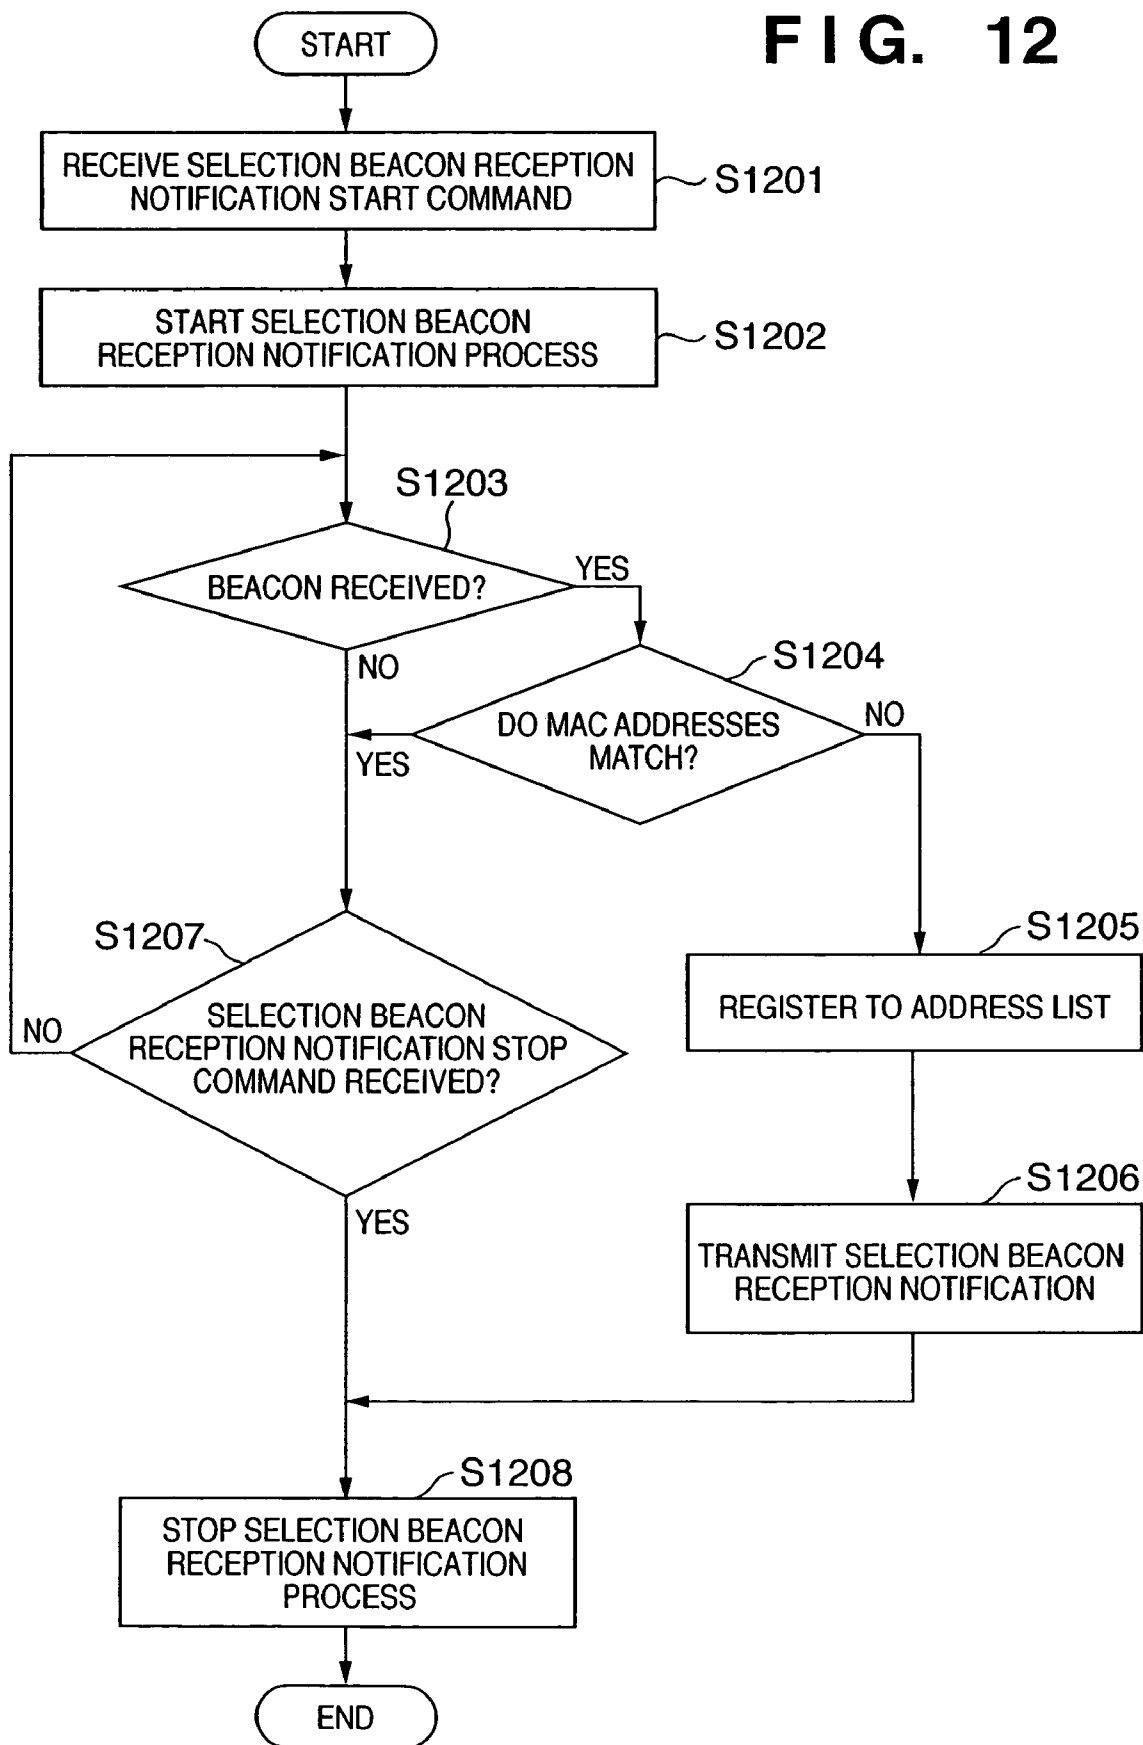 FIG. 12
START
RECEIVE SELECTION BEACON RECEPTION
NOTIFICATION START COMMAND
S1201
START SELECTION BEACON
RECEPTION NOTIFICATION PROCESS
S1202
S1203
BEACON RECEIVED?
YES
NO
S1204
DO MAC ADDRESSES
MATCH?
NO
YES
S1207
SELECTION BEACON
RECEPTION NOTIFICATION STOP
COMMAND RECEIVED?
NO
YES
S1205
REGISTER TO ADDRESS LIST
S1206
TRANSMIT SELECTION BEACON
RECEPTION NOTIFICATION
S1208
STOP SELECTION BEACON
RECEPTION NOTIFICATION
PROCESS
END